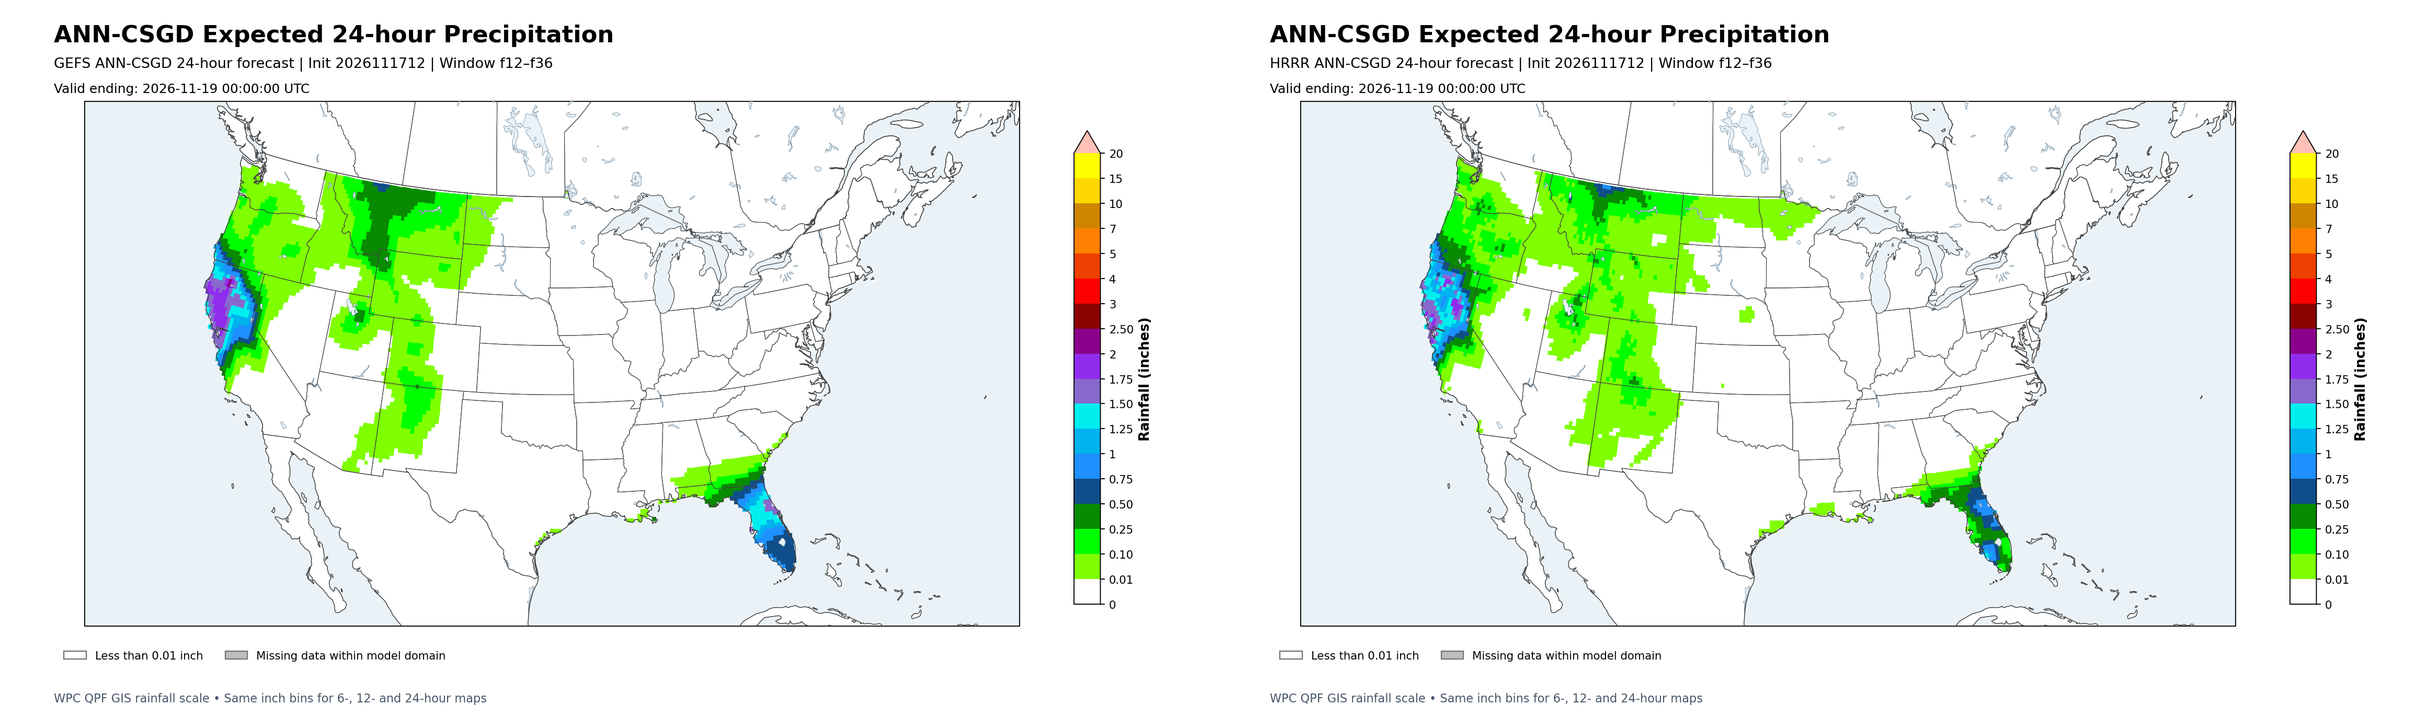 ANN-CSGD Expected 24-hour Precipitation
GEFS ANN-CSGD 24-hour forecast | Init 2026111712 | Window f12–f36
Valid ending: 2026-11-19 00:00:00 UTC
20
15
10
7
5
4
3
2.50
2
1.75
1.50
1.25
1
0.75
0.50
0.25
0.10
0.01
0
Rainfall (inches)
Less than 0.01 inch
Missing data within model domain
WPC QPF GIS rainfall scale • Same inch bins for 6-, 12- and 24-hour maps
ANN-CSGD Expected 24-hour Precipitation
HRRR ANN-CSGD 24-hour forecast | Init 2026111712 | Window f12–f36
Valid ending: 2026-11-19 00:00:00 UTC
20
15
10
7
5
4
3
2.50
2
1.75
1.50
1.25
1
0.75
0.50
0.25
0.10
0.01
0
Rainfall (inches)
Less than 0.01 inch
Missing data within model domain
WPC QPF GIS rainfall scale • Same inch bins for 6-, 12- and 24-hour maps